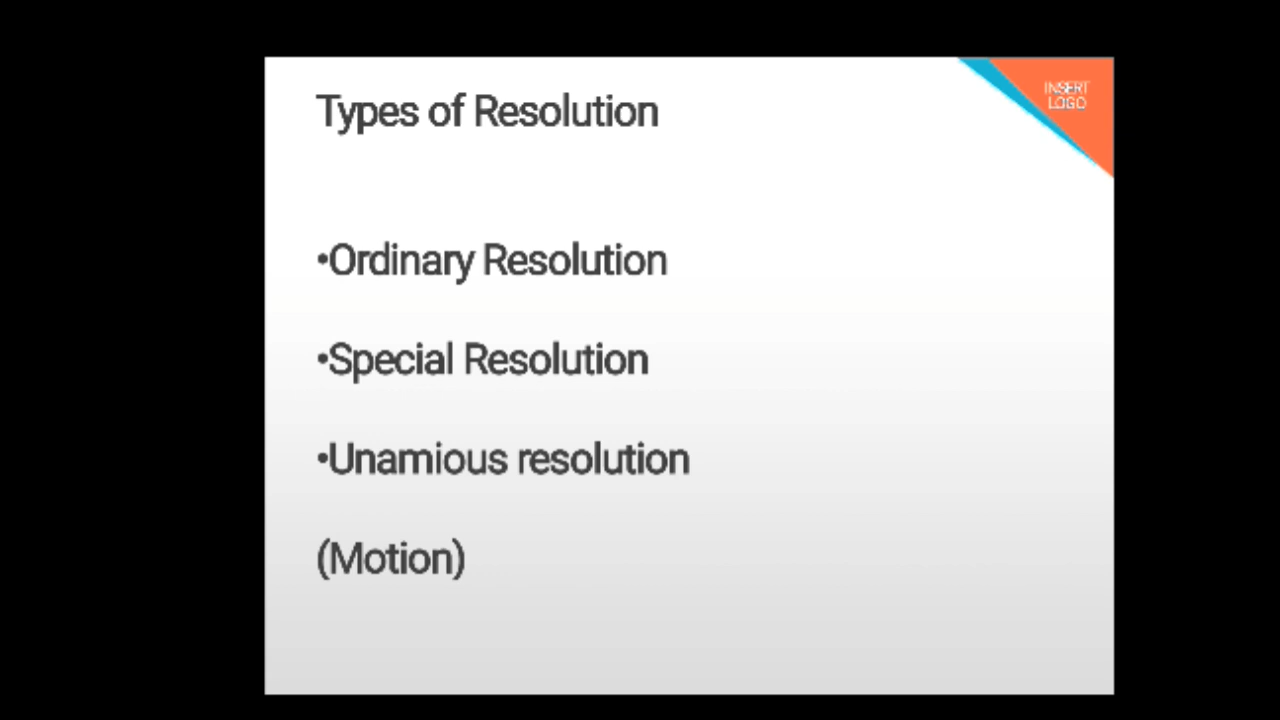 Types of Resolution
INSERT
LOGO
•Ordinary Resolution
•Special Resolution
•Unamious resolution
(Motion)